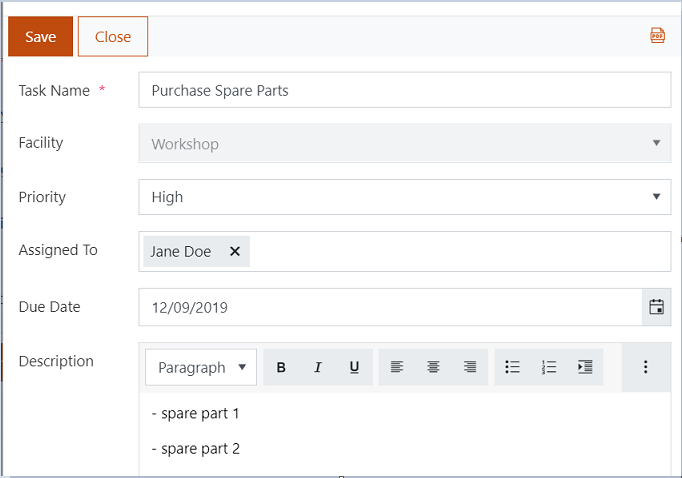 Save Close PDF
Task Name * Purchase Spare Parts
Facility Workshop
Priority High
Assigned To Jane Doe
Due Date 12/09/2019
Description Paragraph B I U
- spare part 1
- spare part 2